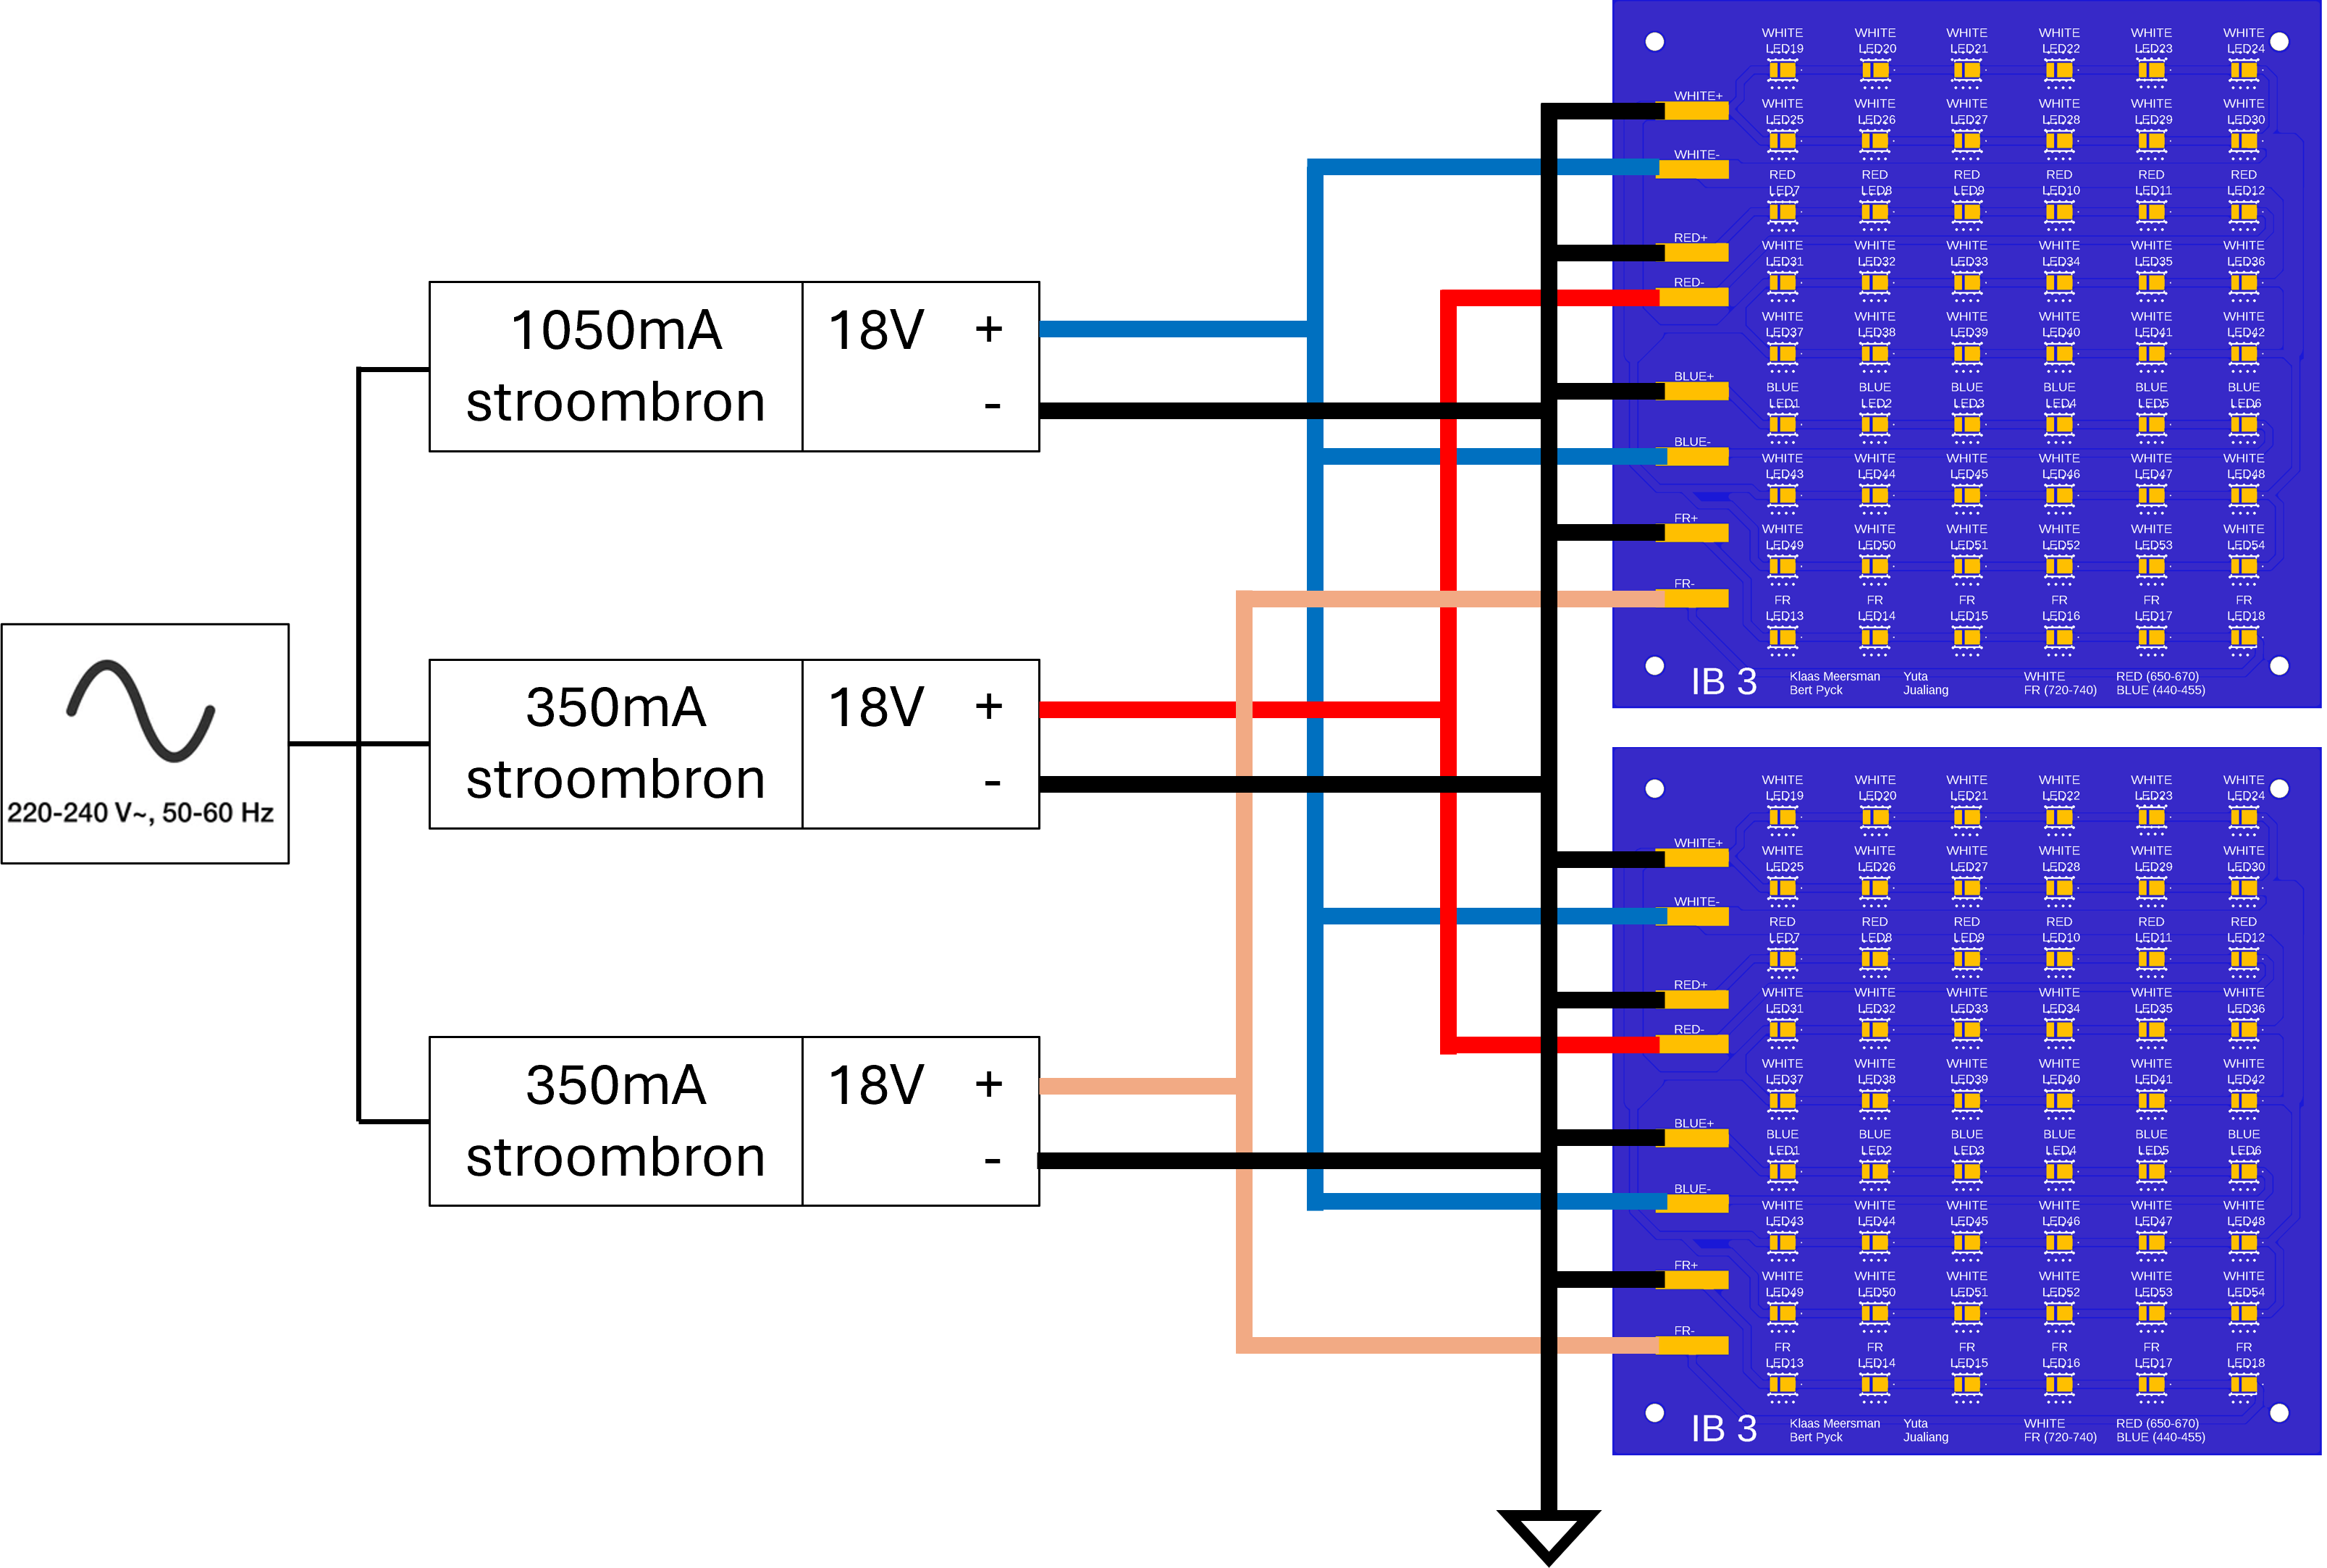 220-240 V~, 50-60 Hz
1050mA
stroombron
18V +
-
350mA
stroombron
18V +
-
350mA
stroombron
18V +
-
WHITE WHITE WHITE WHITE WHITE WHITE
LED19 LED20 LED21 LED22 LED23 LED24
WHITE+
WHITE WHITE WHITE WHITE WHITE WHITE
LED25 LED26 LED27 LED28 LED29 LED30
WHITE-
RED RED RED RED RED RED
LED7 LED8 LED9 LED10 LED11 LED12
RED+
WHITE WHITE WHITE WHITE WHITE WHITE
LED31 LED32 LED33 LED34 LED35 LED36
RED-
WHITE WHITE WHITE WHITE WHITE WHITE
LED37 LED38 LED39 LED40 LED41 LED42
BLUE+
BLUE BLUE BLUE BLUE BLUE BLUE
LED1 LED2 LED3 LED4 LED5 LED6
BLUE-
WHITE WHITE WHITE WHITE WHITE WHITE
LED43 LED44 LED45 LED46 LED47 LED48
FR+
WHITE WHITE WHITE WHITE WHITE WHITE
LED49 LED50 LED51 LED52 LED53 LED54
FR-
FR FR FR FR FR FR
LED13 LED14 LED15 LED16 LED17 LED18
IB 3
Klaas Meersman Yuta WHITE RED (650-670)
Bert Pyck Jualiang FR (720-740) BLUE (440-455)
WHITE WHITE WHITE WHITE WHITE WHITE
LED19 LED20 LED21 LED22 LED23 LED24
WHITE+
WHITE WHITE WHITE WHITE WHITE WHITE
LED25 LED26 LED27 LED28 LED29 LED30
WHITE-
RED RED RED RED RED RED
LED7 LED8 LED9 LED10 LED11 LED12
RED+
WHITE WHITE WHITE WHITE WHITE WHITE
LED31 LED32 LED33 LED34 LED35 LED36
RED-
WHITE WHITE WHITE WHITE WHITE WHITE
LED37 LED38 LED39 LED40 LED41 LED42
BLUE+
BLUE BLUE BLUE BLUE BLUE BLUE
LED1 LED2 LED3 LED4 LED5 LED6
BLUE-
WHITE WHITE WHITE WHITE WHITE WHITE
LED43 LED44 LED45 LED46 LED47 LED48
FR+
WHITE WHITE WHITE WHITE WHITE WHITE
LED49 LED50 LED51 LED52 LED53 LED54
FR-
FR FR FR FR FR FR
LED13 LED14 LED15 LED16 LED17 LED18
IB 3
Klaas Meersman Yuta WHITE RED (650-670)
Bert Pyck Jualiang FR (720-740) BLUE (440-455)